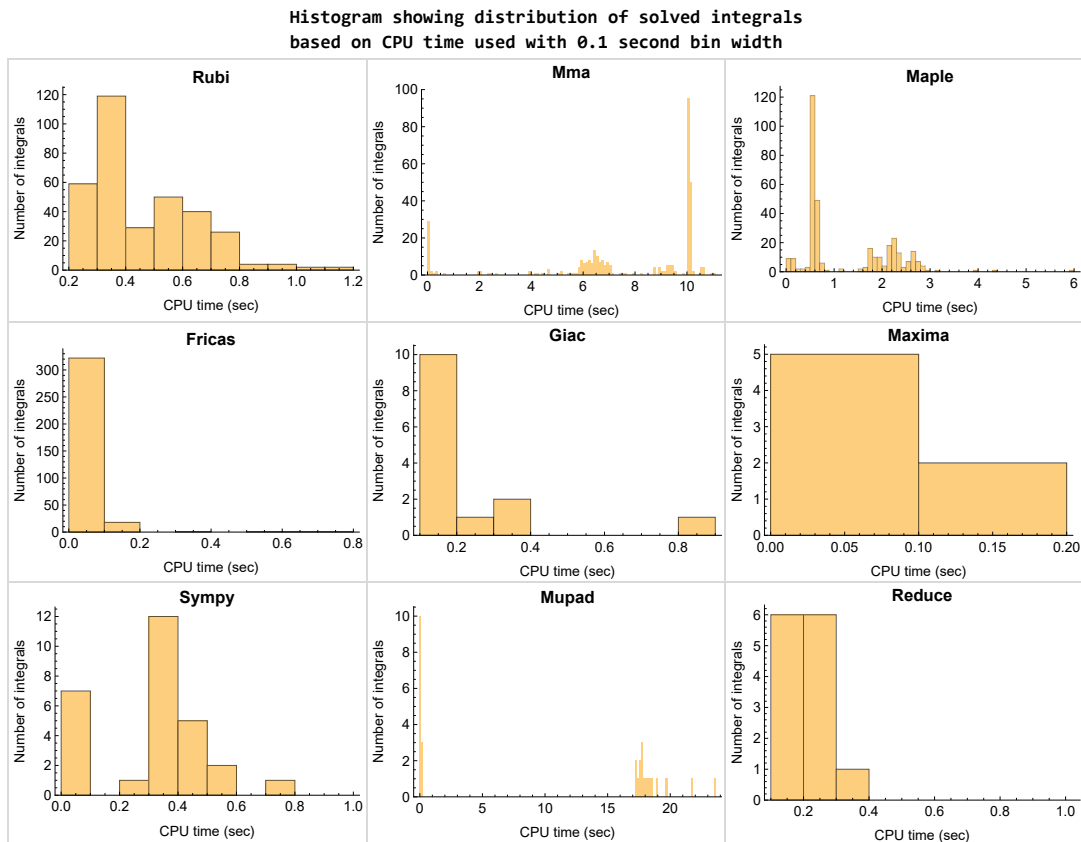 Histogram showing distribution of solved integrals
based on CPU time used with 0.1 second bin width
Rubi
Number of integrals
0
20
40
60
80
100
120
0.2 0.4 0.6 0.8 1.0 1.2
CPU time (sec)
Mma
Number of integrals
0
20
40
60
80
100
0 2 4 6 8 10
CPU time (sec)
Maple
Number of integrals
0
20
40
60
80
100
120
0 1 2 3 4 5 6
CPU time (sec)
Fricas
Number of integrals
0
50
100
150
200
250
300
0.0 0.2 0.4 0.6 0.8
CPU time (sec)
Giac
Number of integrals
0
2
4
6
8
10
0.2 0.4 0.6 0.8
CPU time (sec)
Maxima
Number of integrals
0
1
2
3
4
5
0.00 0.05 0.10 0.15 0.20
CPU time (sec)
Sympy
Number of integrals
0
2
4
6
8
10
12
0.0 0.2 0.4 0.6 0.8 1.0
CPU time (sec)
Mupad
Number of integrals
0
2
4
6
8
10
0 5 10 15 20
CPU time (sec)
Reduce
Number of integrals
0
1
2
3
4
5
6
0.2 0.4 0.6 0.8 1.0
CPU time (sec)